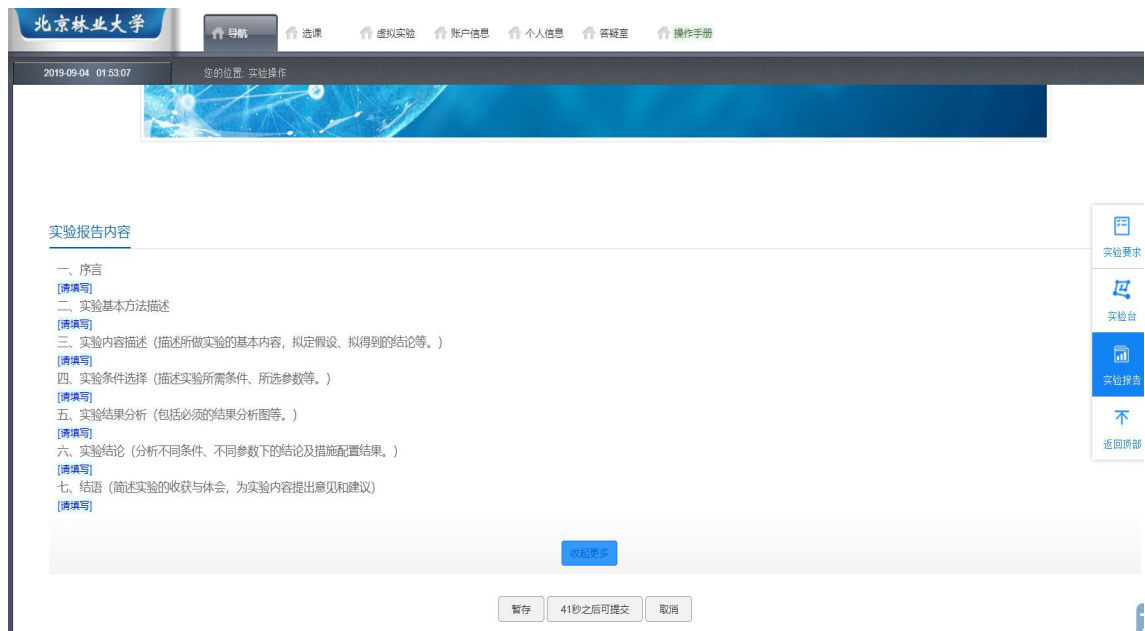 北京林业大学
导航 选课 虚拟实验 账户信息 个人信息 答疑室 操作手册
2019-09-04 01:53:07 您的位置: 实验操作
实验报告内容
一、序言
[请填写]
二、实验基本方法描述
[请填写]
三、实验内容描述（描述所做实验的基本内容，拟定假设、拟得到的结论等。）
[请填写]
四、实验条件选择（描述实验所需条件、所选参数等。）
[请填写]
五、实验结果分析（包括必须的结果分析图等。）
[请填写]
六、实验结论（分析不同条件、不同参数下的结论及措施配置结果。）
[请填写]
七、结语（简述实验的收获与体会，为实验内容提出意见和建议）
[请填写]
收起更多
暂存 41秒之后可提交 取消
实验要求
实验台
实验报告
返回顶部